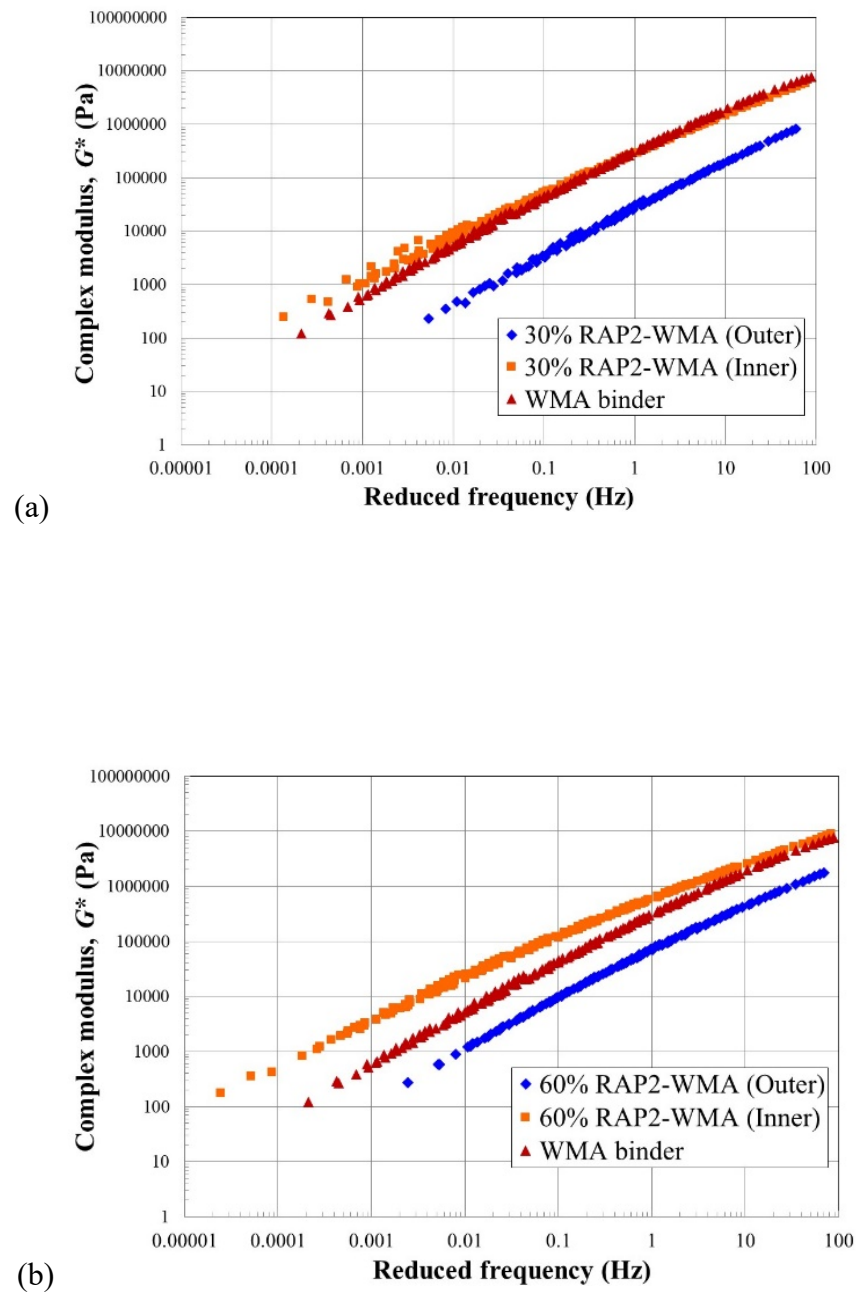 100000000
10000000
1000000
100000
10000
1000
100
10
1
Complex modulus, G* (Pa)
30% RAP2-WMA (Outer)
30% RAP2-WMA (Inner)
WMA binder
0.00001 0.0001 0.001 0.01 0.1 1 10 100
Reduced frequency (Hz)
(a)
100000000
10000000
1000000
100000
10000
1000
100
10
1
Complex modulus, G* (Pa)
60% RAP2-WMA (Outer)
60% RAP2-WMA (Inner)
WMA binder
0.00001 0.0001 0.001 0.01 0.1 1 10 100
Reduced frequency (Hz)
(b)